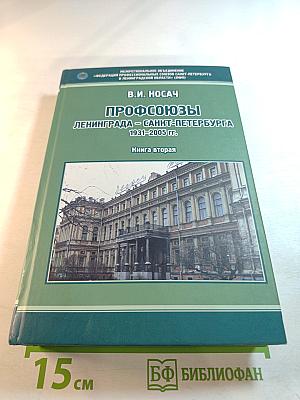 МЕЖРЕГИОНАЛЬНОЕ ОБЪЕДИНЕНИЕ
«ФЕДЕРАЦИЯ ПРОФЕССИОНАЛЬНЫХ СОЮЗОВ САНКТ-ПЕТЕРБУРГА
И ЛЕНИНГРАДСКОЙ ОБЛАСТИ» (ЛФП)
В.И. НОСАЧ
ПРОФСОЮЗЫ
ЛЕНИНГРАДА – САНКТ-ПЕТЕРБУРГА
1931–2005 гг.
Книга вторая
15 см
БФ БИБЛИОФАН